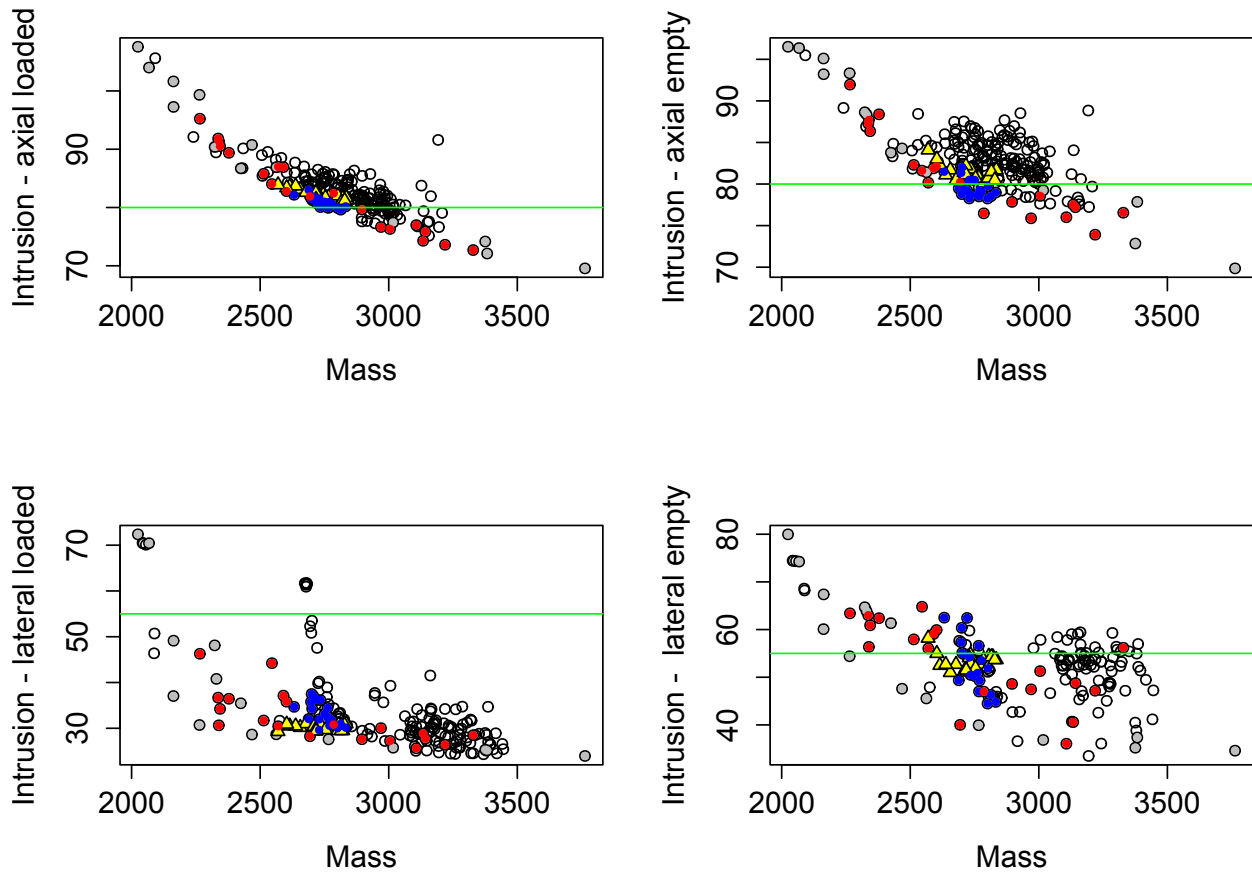 Intrusion - axial loaded
90
70
2000 2500 3000 3500
Mass
Intrusion - axial empty
90
80
70
2000 2500 3000 3500
Mass
Intrusion - lateral loaded
70
50
30
2000 2500 3000 3500
Mass
Intrusion - lateral empty
80
60
40
2000 2500 3000 3500
Mass